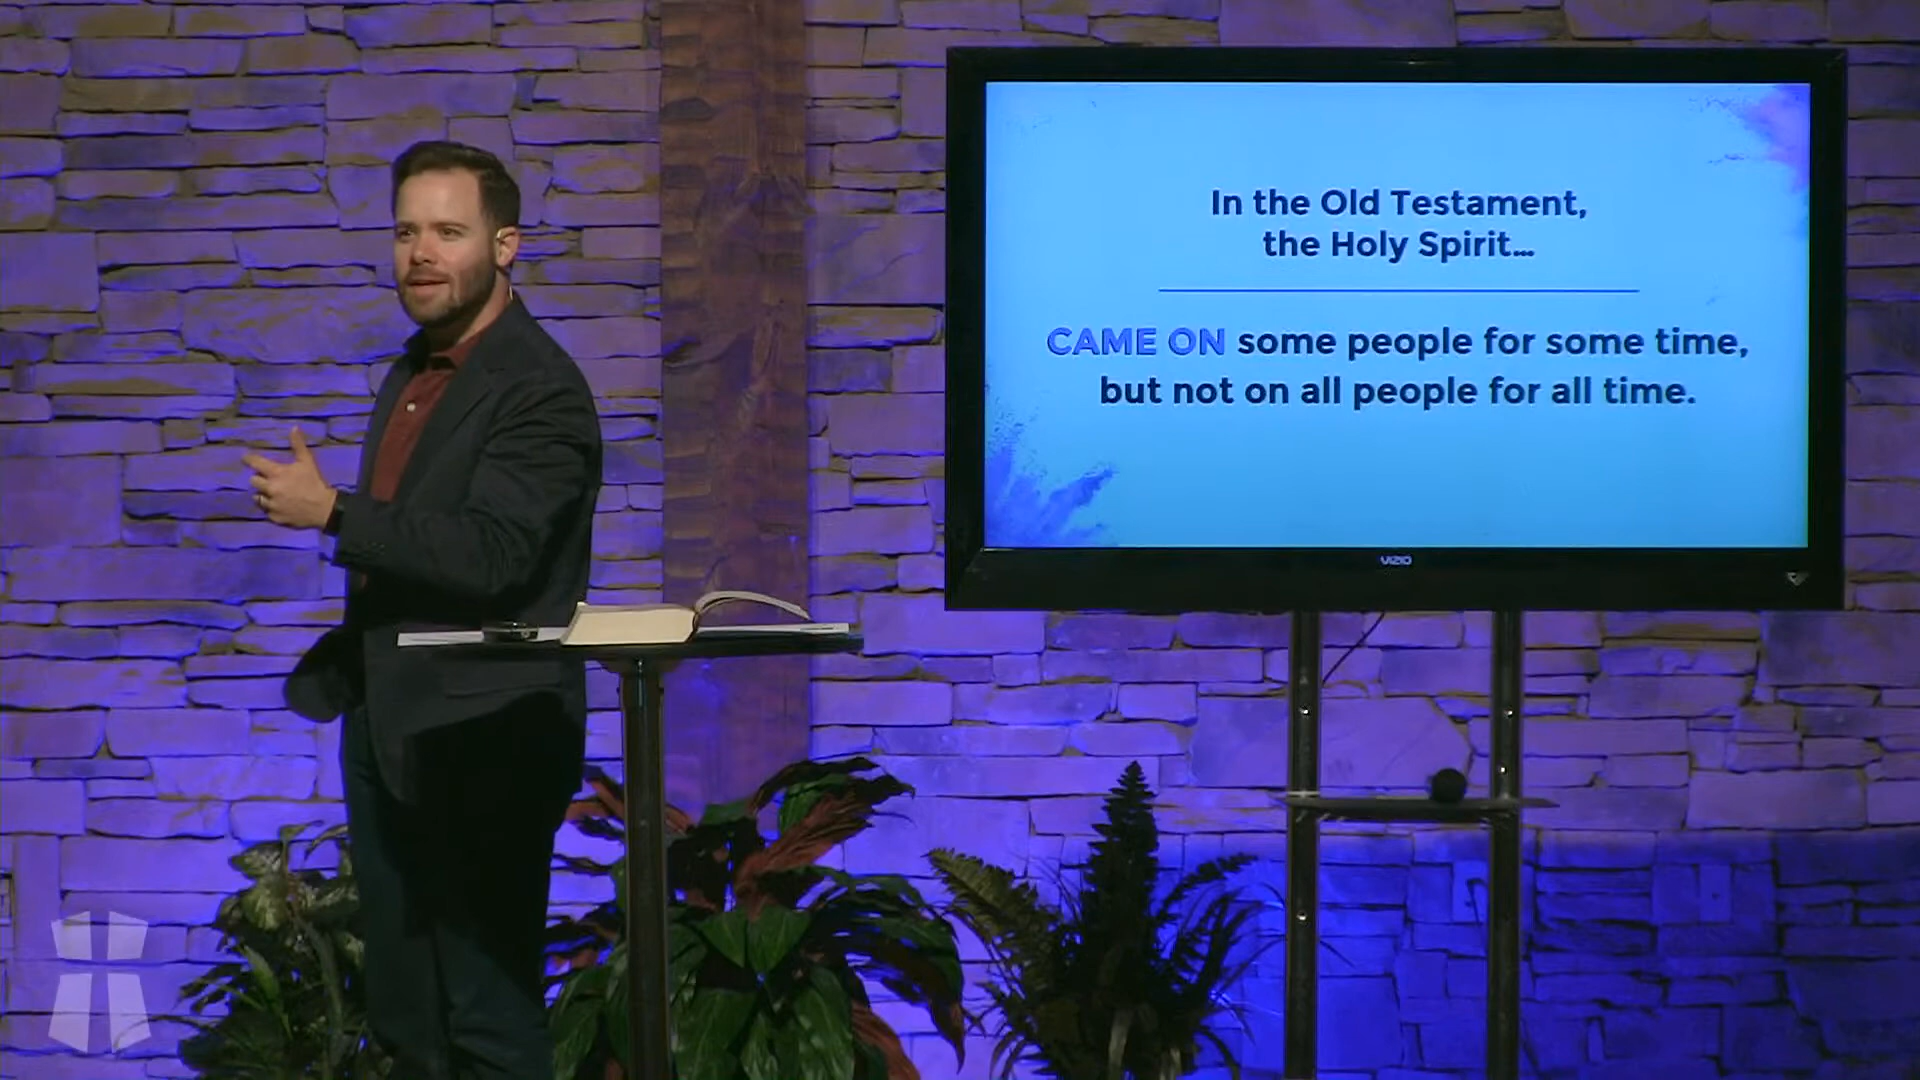 In the Old Testament,
the Holy Spirit...
CAME ON some people for some time,
but not on all people for all time.
VIZIO